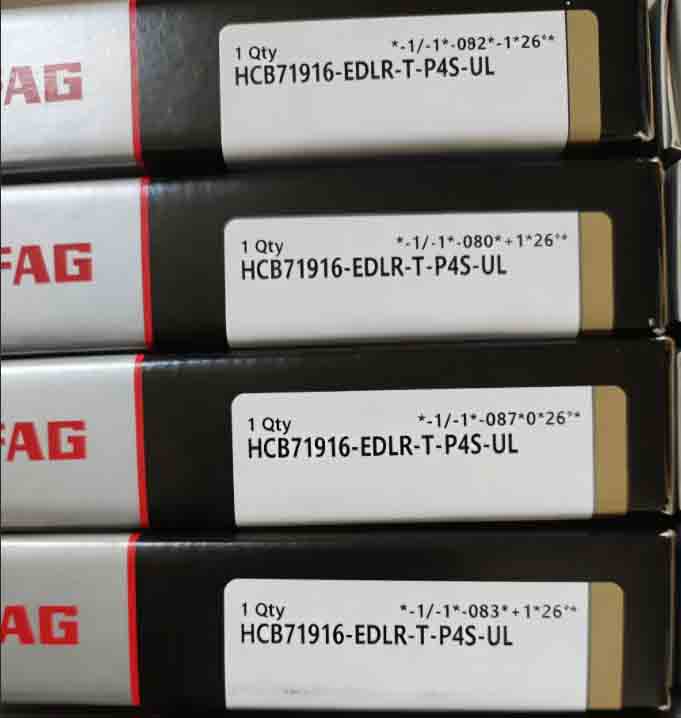 FAG
1 Qty *-1/-1*-092*-1*26°*
HCB71916-EDLR-T-P4S-UL
FAG
1 Qty *-1/-1*-080*+1*26°*
HCB71916-EDLR-T-P4S-UL
FAG
1 Qty *-1/-1*-087*0*26°*
HCB71916-EDLR-T-P4S-UL
FAG
1 Qty *-1/-1*-083*+1*26°*
HCB71916-EDLR-T-P4S-UL